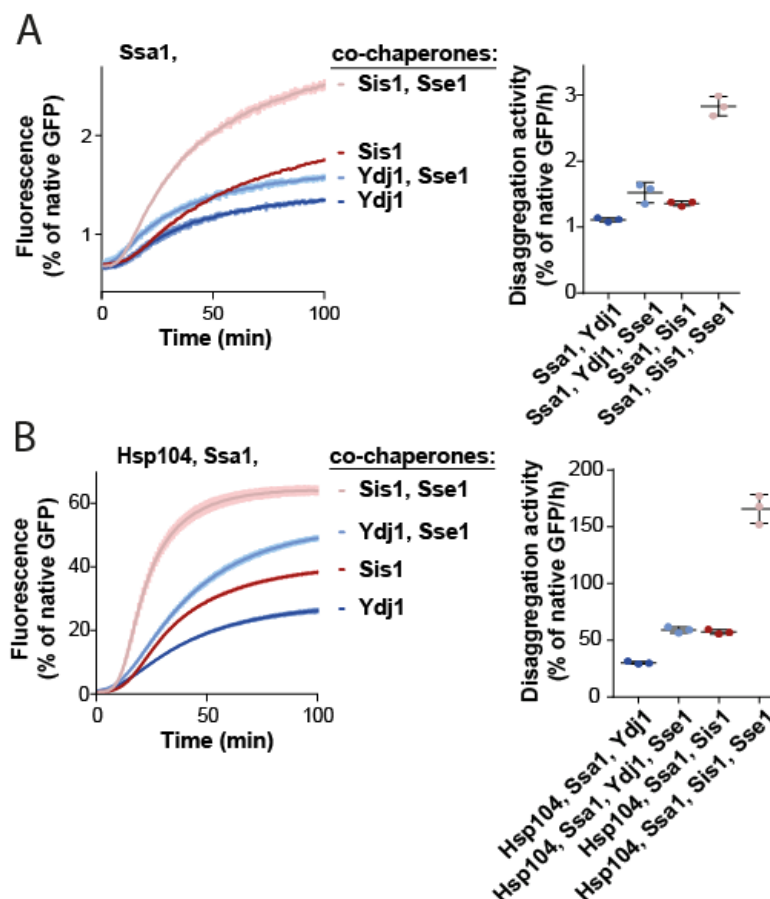 A
Ssa1,
co-chaperones:
Sis1, Sse1
Sis1
Ydj1, Sse1
Ydj1
Fluorescence
(% of native GFP)
2
1
0
50
100
Time (min)
Disaggregation activity
(% of native GFP/h)
3
2
1
0
Ssa1, Ydj1
Ssa1, Ydj1, Sse1
Ssa1, Sis1
Ssa1, Sis1, Sse1
B
Hsp104, Ssa1,
co-chaperones:
Sis1, Sse1
Ydj1, Sse1
Sis1
Ydj1
Fluorescence
(% of native GFP)
60
40
20
0
0
50
100
Time (min)
Disaggregation activity
(% of native GFP/h)
200
150
100
50
0
Hsp104, Ssa1, Ydj1
Hsp104, Ssa1, Ydj1, Sse1
Hsp104, Ssa1, Sis1
Hsp104, Ssa1, Sis1, Sse1